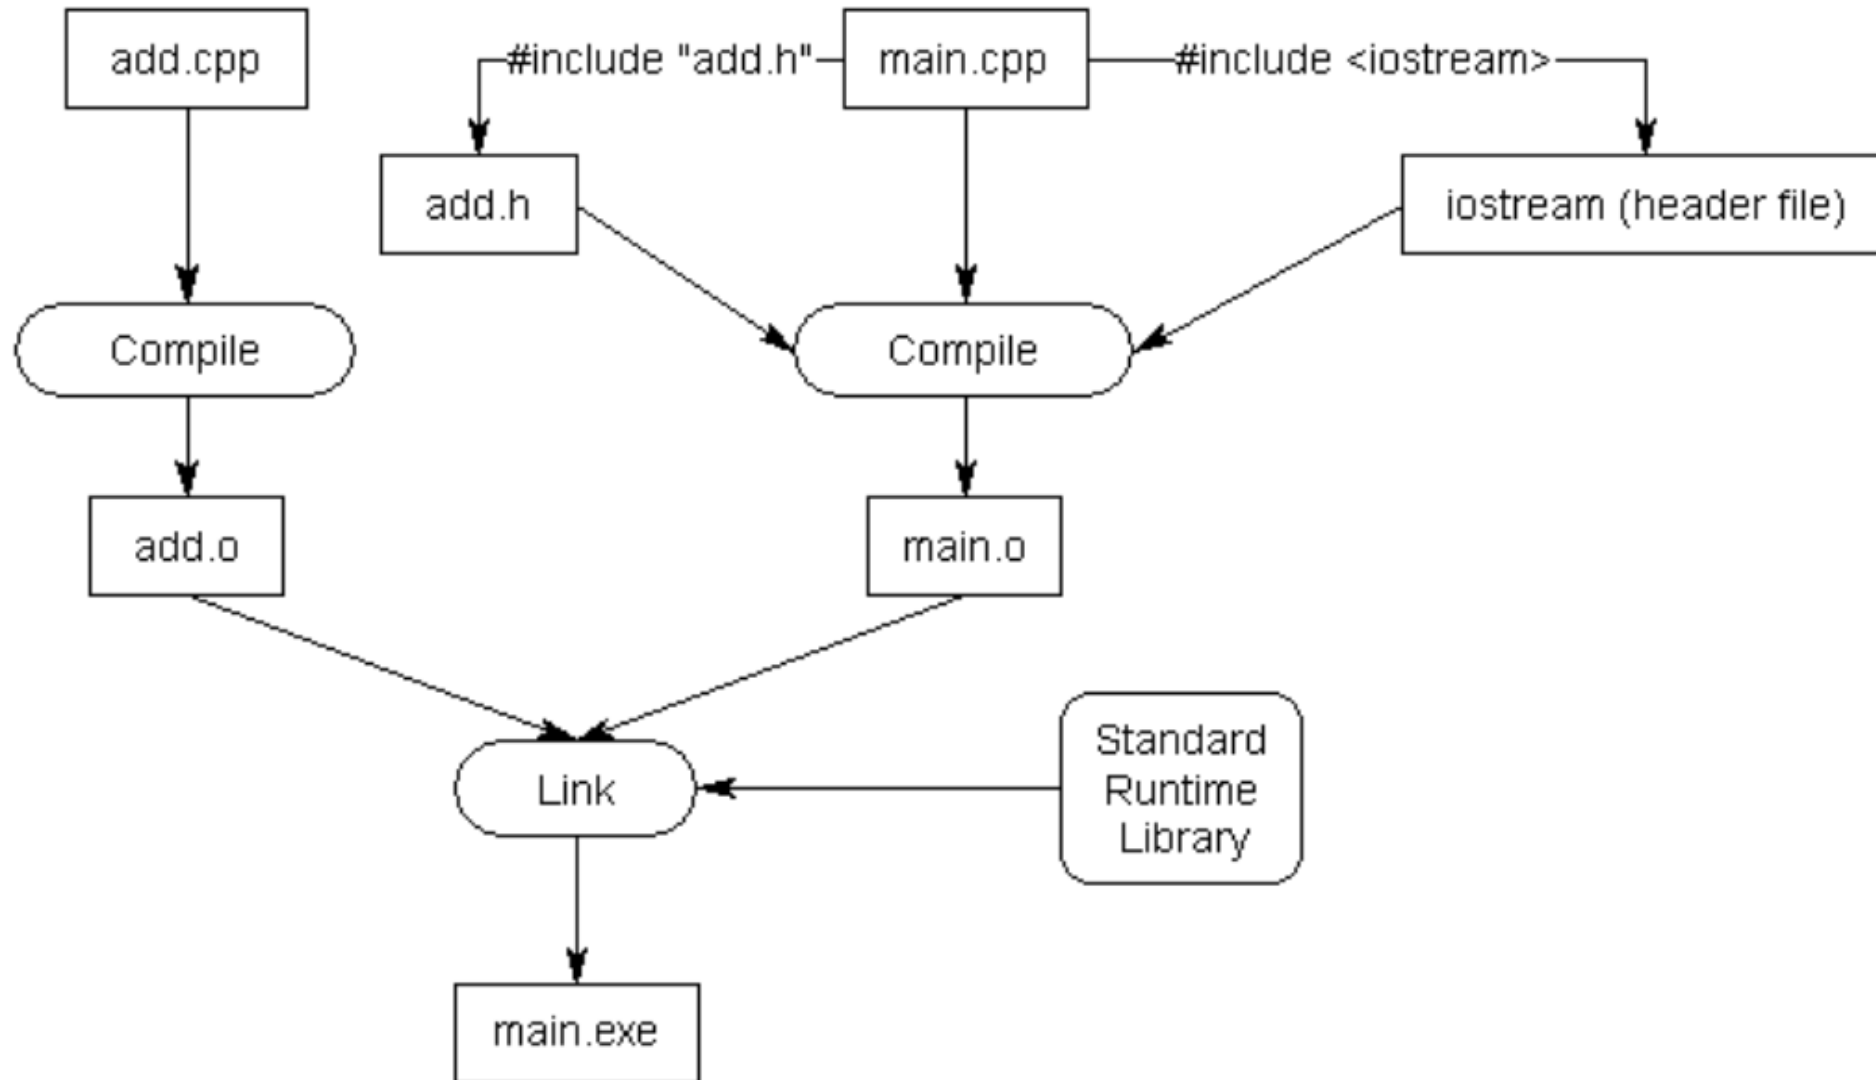 add.cpp
#include "add.h"
main.cpp
#include <iostream>
add.h
iostream (header file)
Compile
Compile
add.o
main.o
Link
Standard
Runtime
Library
main.exe